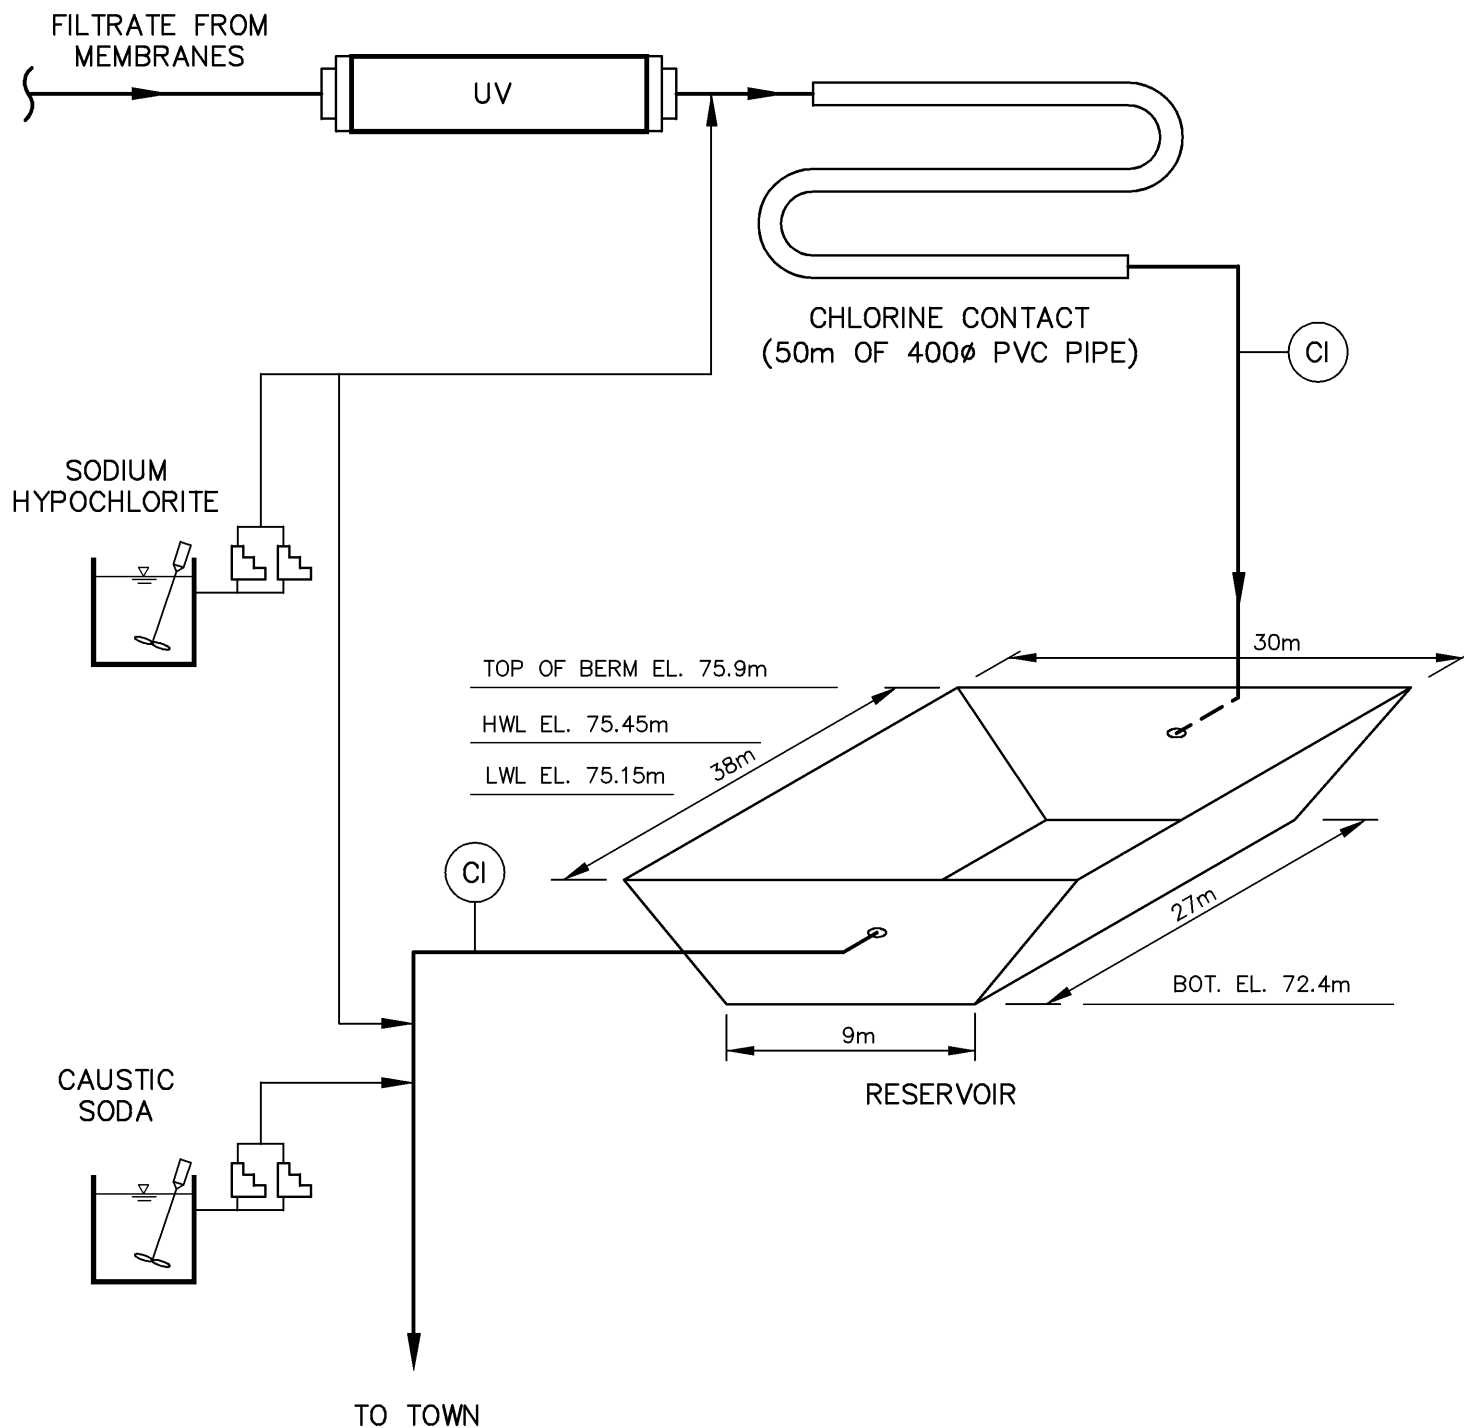 FILTRATE FROM
MEMBRANES
UV
CHLORINE CONTACT
(50m OF 400ø PVC PIPE)
Cl
SODIUM
HYPOCHLORITE
30m
TOP OF BERM EL. 75.9m
HWL EL. 75.45m
LWL EL. 75.15m
38m
Cl
27m
BOT. EL. 72.4m
9m
RESERVOIR
CAUSTIC
SODA
TO TOWN